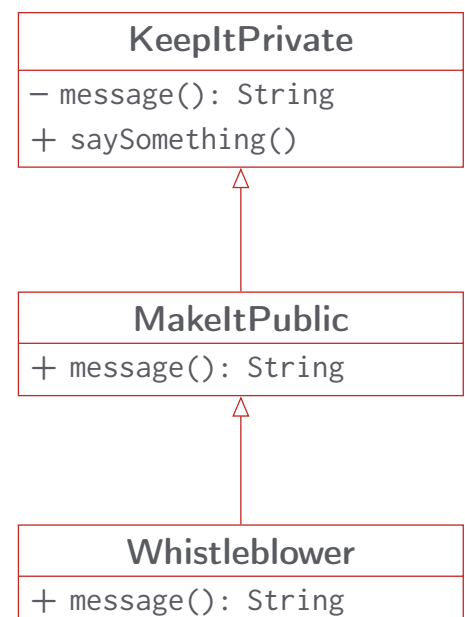 KeepItPrivate
− message(): String
+ saySomething()
MakeItPublic
+ message(): String
Whistleblower
+ message(): String